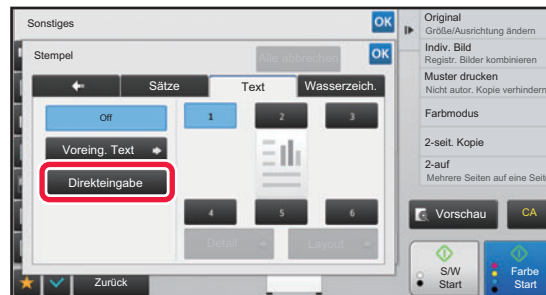 Sonstiges
OK
Stempel
Alle abbrechen
OK
Sätze
Text
Wasserzeich.
Off
Voreing. Text
Direkteingabe
1
2
3
4
5
6
Detail
Layout
Zurück
Original
Größe/Ausrichtung ändern
Indiv. Bild
Registr. Bilder kombinieren
Muster drucken
Nicht autor. Kopie verhindern
Farbmodus
2-seit. Kopie
2-auf
Mehrere Seiten auf eine Seite
Vorschau
CA
S/W
Start
Farbe
Start